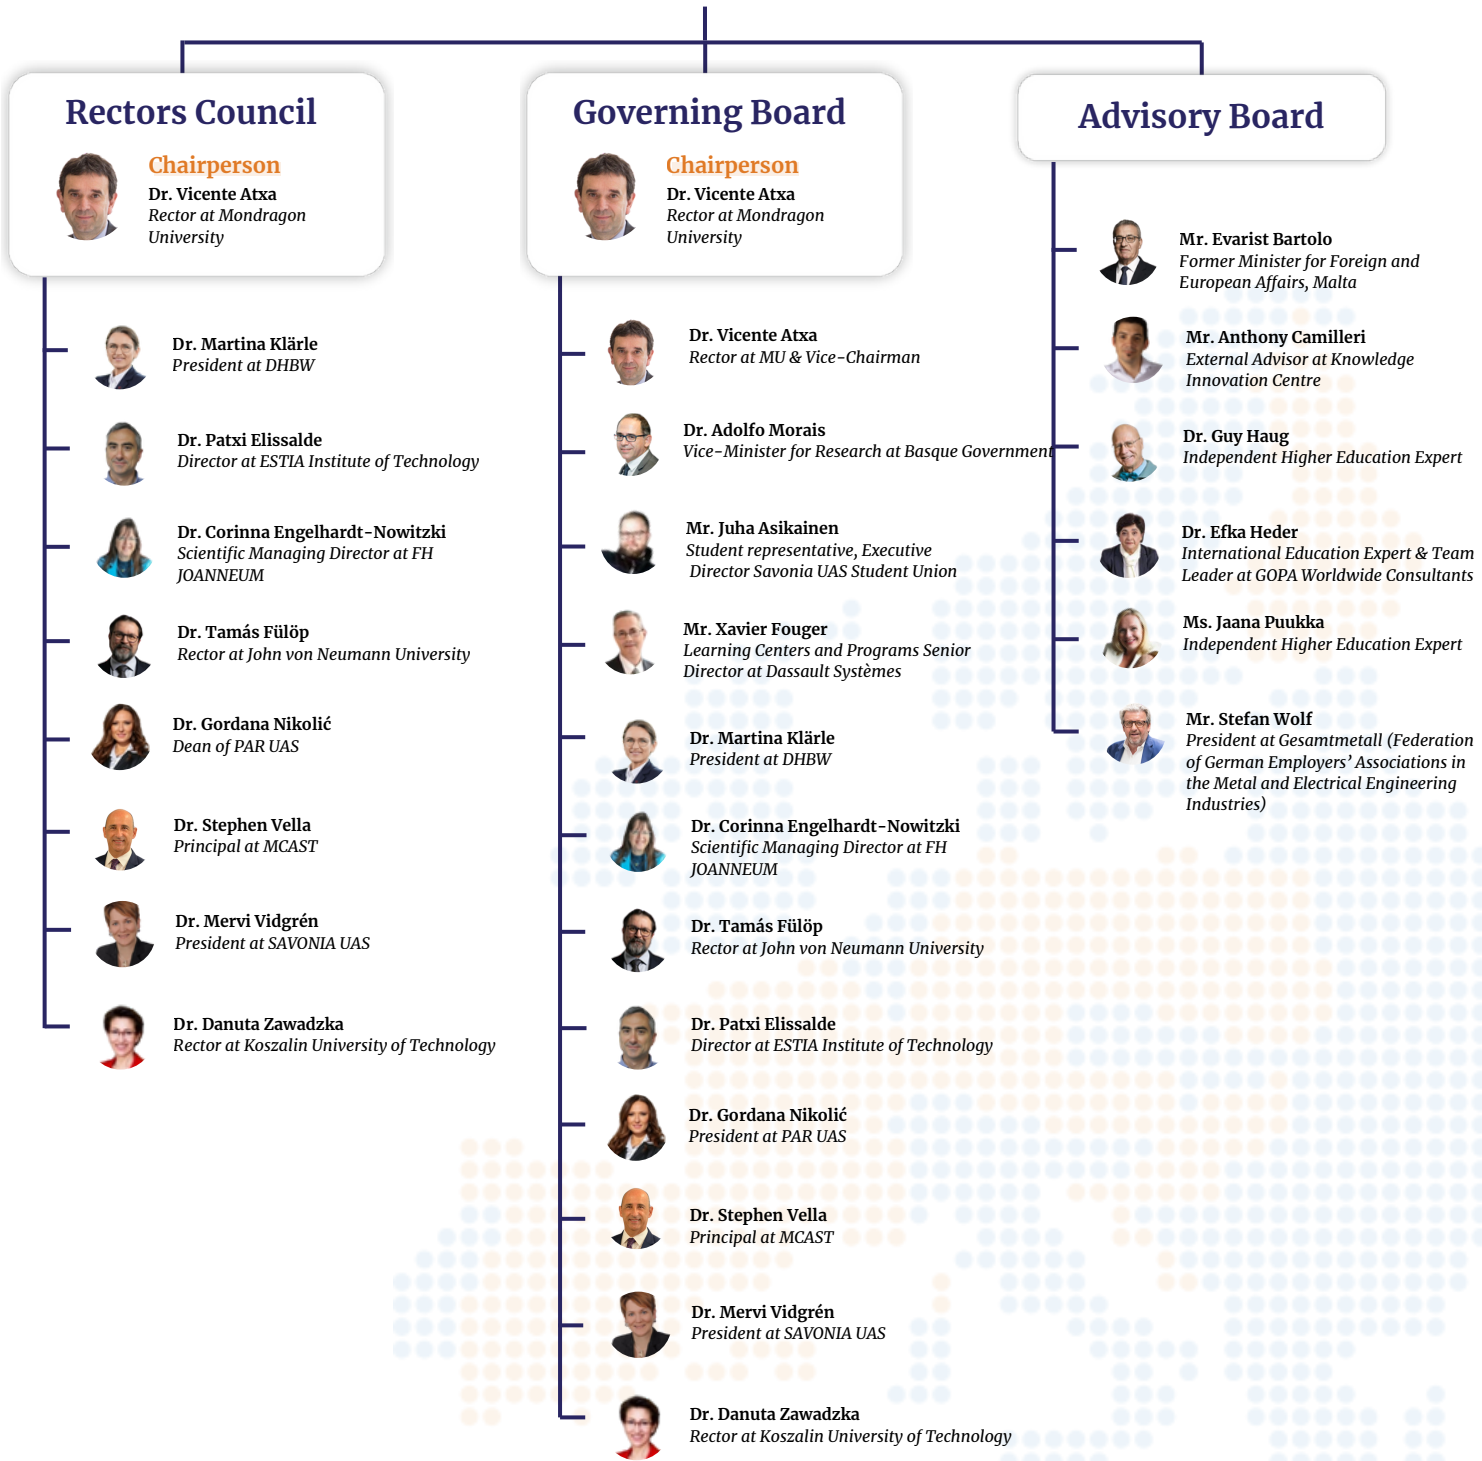 Rectors Council
Chairperson
Dr. Vicente Atxa
Rector at Mondragon
University
Dr. Martina Klärle
President at DHBW
Dr. Patxi Elissalde
Director at ESTIA Institute of Technology
Dr. Corinna Engelhardt-Nowitzki
Scientific Managing Director at FH
JOANNEUM
Dr. Tamás Fülöp
Rector at John von Neumann University
Dr. Gordana Nikolić
Dean of PAR UAS
Dr. Stephen Vella
Principal at MCAST
Dr. Mervi Vidgrén
President at SAVONIA UAS
Dr. Danuta Zawadzka
Rector at Koszalin University of Technology
Governing Board
Chairperson
Dr. Vicente Atxa
Rector at Mondragon
University
Dr. Vicente Atxa
Rector at MU & Vice-Chairman
Dr. Adolfo Morais
Vice-Minister for Research at Basque Government
Mr. Juha Asikainen
Student representative, Executive
Director Savonia UAS Student Union
Mr. Xavier Fouger
Learning Centers and Programs Senior
Director at Dassault Systèmes
Dr. Martina Klärle
President at DHBW
Dr. Corinna Engelhardt-Nowitzki
Scientific Managing Director at FH
JOANNEUM
Dr. Tamás Fülöp
Rector at John von Neumann University
Dr. Patxi Elissalde
Director at ESTIA Institute of Technology
Dr. Gordana Nikolić
President at PAR UAS
Dr. Stephen Vella
Principal at MCAST
Dr. Mervi Vidgrén
President at SAVONIA UAS
Dr. Danuta Zawadzka
Rector at Koszalin University of Technology
Advisory Board
Mr. Evarist Bartolo
Former Minister for Foreign and
European Affairs, Malta
Mr. Anthony Camilleri
External Advisor at Knowledge
Innovation Centre
Dr. Guy Haug
Independent Higher Education Expert
Dr. Efka Heder
International Education Expert & Team
Leader at GOPA Worldwide Consultants
Ms. Jaana Puukka
Independent Higher Education Expert
Mr. Stefan Wolf
President at Gesamtmetall (Federation
of German Employers’ Associations in
the Metal and Electrical Engineering
Industries)